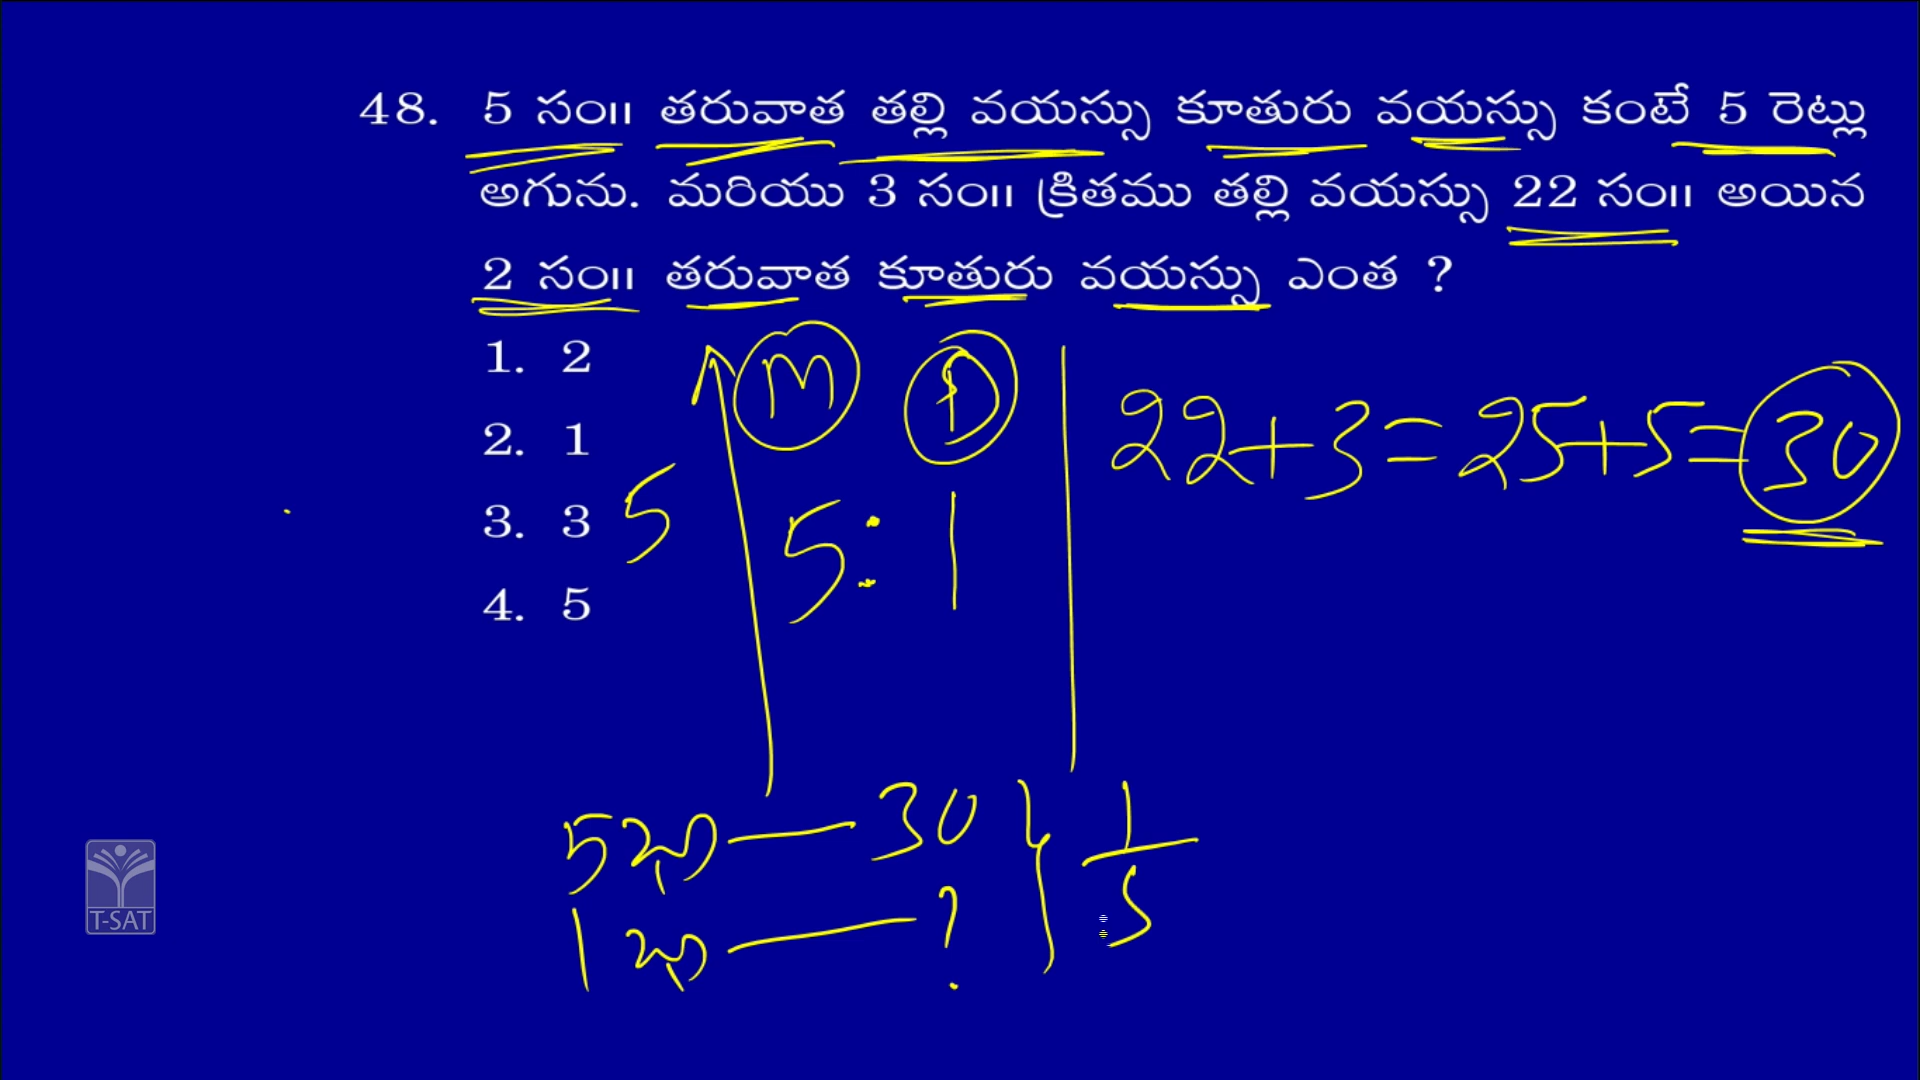 48. 5 సం॥ తరువాత తల్లి వయస్సు కూతురు వయస్సు కంటే 5 రెట్లు
అగును. మరియు 3 సం॥ క్రితము తల్లి వయస్సు 22 సం॥ అయిన
2 సం॥ తరువాత కూతురు వయస్సు ఎంత ?
1. 2
2. 1
3. 3
4. 5
M D
5
5 : 1
22+3=25+5=30
5 భా — 30
1 భా — ?
1/5
T-SAT